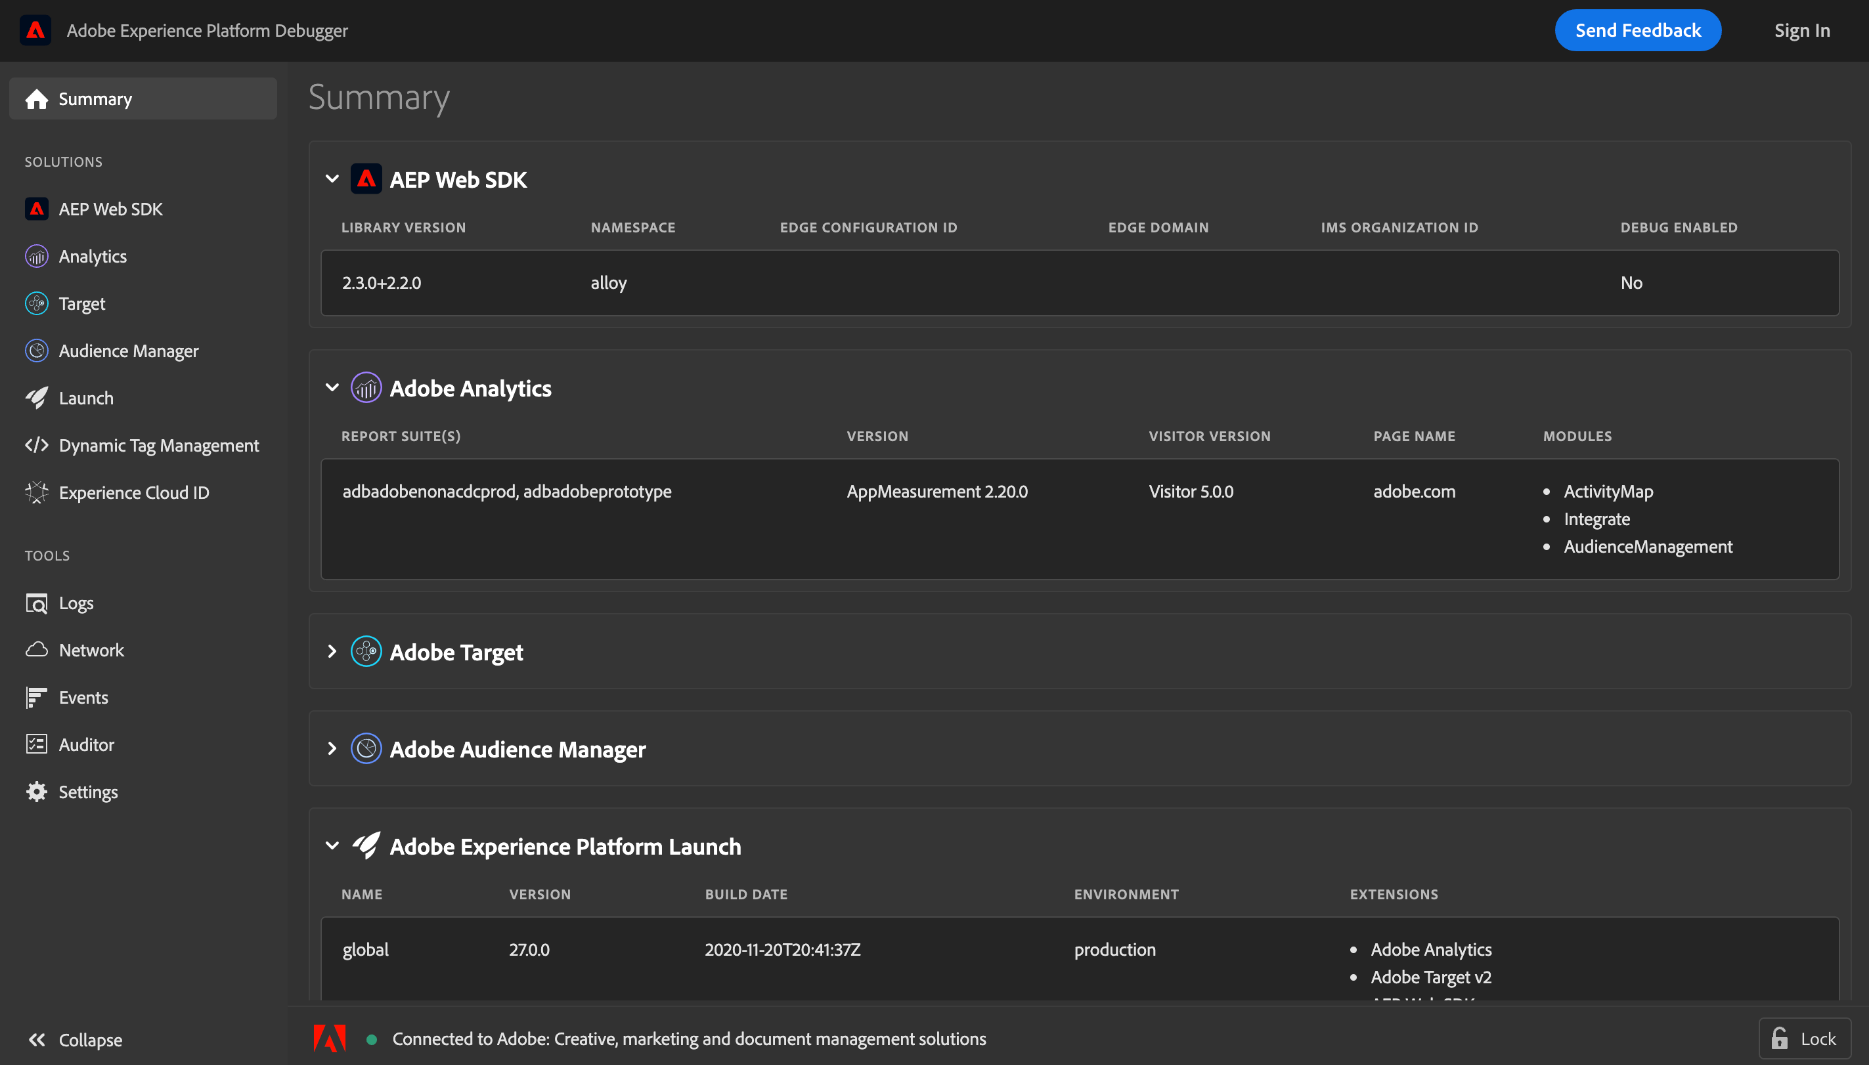 Adobe Experience Platform Debugger
Send Feedback
Sign In
Summary
SOLUTIONS
AEP Web SDK
Analytics
Target
Audience Manager
Launch
Dynamic Tag Management
Experience Cloud ID
TOOLS
Logs
Network
Events
Auditor
Settings
Collapse
Summary
AEP Web SDK
LIBRARY VERSION NAMESPACE EDGE CONFIGURATION ID EDGE DOMAIN IMS ORGANIZATION ID DEBUG ENABLED
2.3.0+2.2.0 alloy No
Adobe Analytics
REPORT SUITE(S) VERSION VISITOR VERSION PAGE NAME MODULES
adbadobenonacdcprod, adbadobeprototype AppMeasurement 2.20.0 Visitor 5.0.0 adobe.com • ActivityMap
• Integrate
• AudienceManagement
Adobe Target
Adobe Audience Manager
Adobe Experience Platform Launch
NAME VERSION BUILD DATE ENVIRONMENT EXTENSIONS
global 27.0.0 2020-11-20T20:41:37Z production • Adobe Analytics
• Adobe Target v2
AEP Web SDK
Connected to Adobe: Creative, marketing and document management solutions
Lock